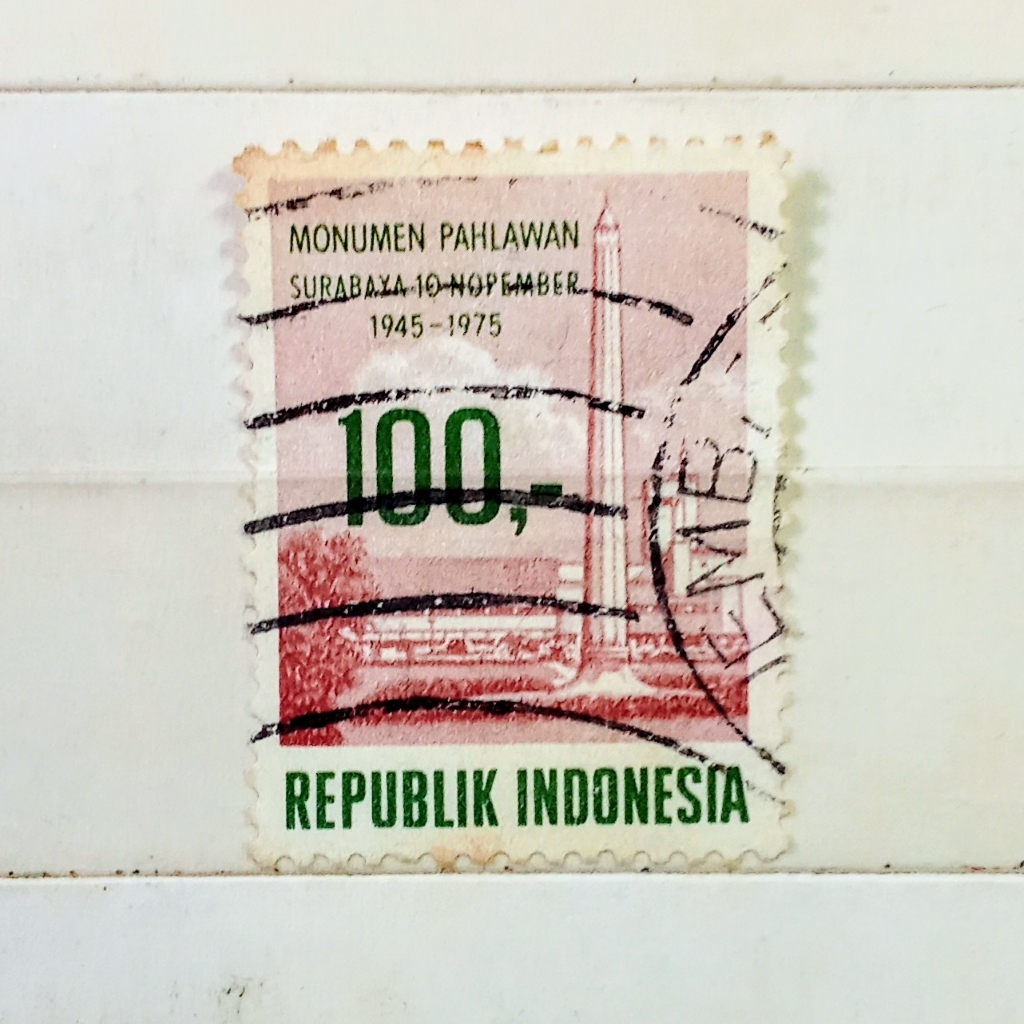 MONUMEN PAHLAWAN
SURABAYA 10 NOPEMBER
1945-1975
100,-
REPUBLIK INDONESIA